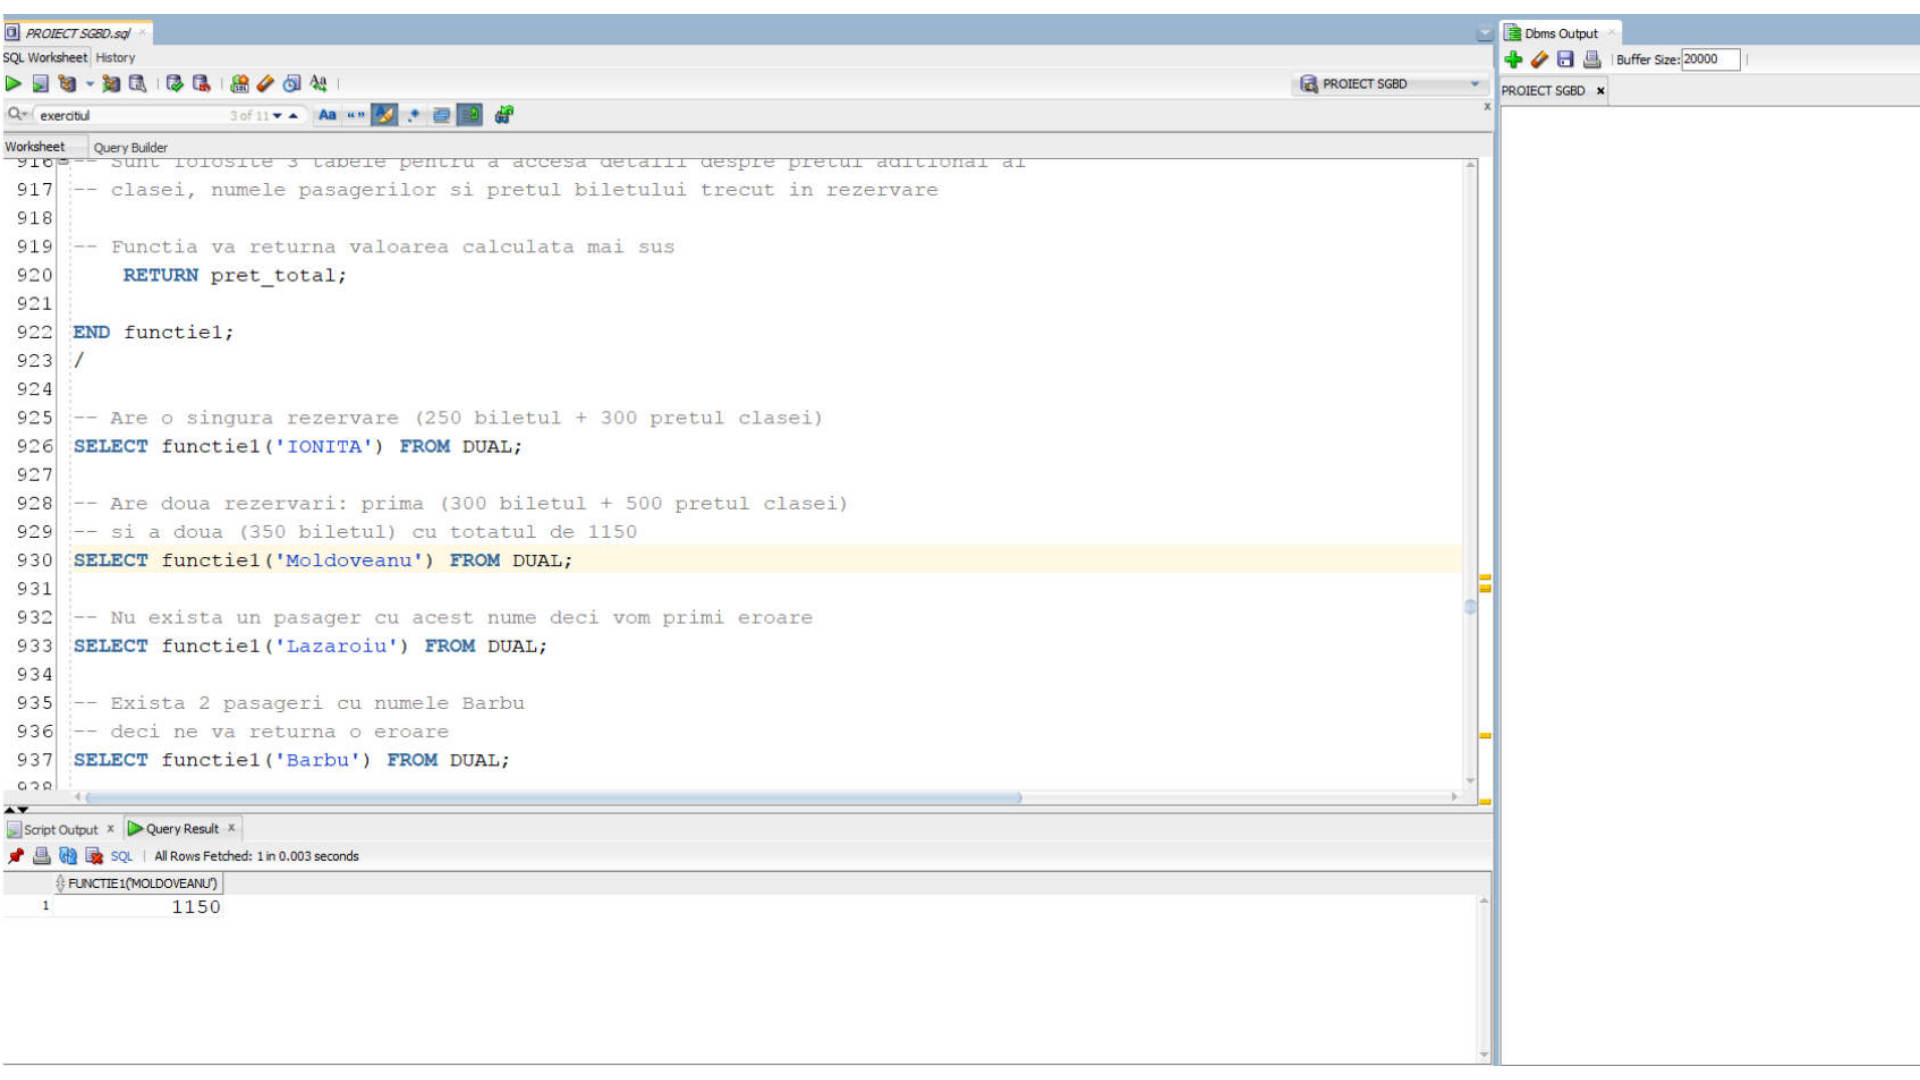 PROIECT SGBD.sql
SQL Worksheet History
PROIECT SGBD
exercitiul 3 of 11 Aa “”
Worksheet Query Builder
916 -- Sunt folosite 3 tabele pentru a accesa detalii despre pretul aditional al
917 -- clasei, numele pasagerilor si pretul biletului trecut in rezervare
918
919 -- Functia va returna valoarea calculata mai sus
920 RETURN pret_total;
921
922 END functie1;
923 /
924
925 -- Are o singura rezervare (250 biletul + 300 pretul clasei)
926 SELECT functie1('IONITA') FROM DUAL;
927
928 -- Are doua rezervari: prima (300 biletul + 500 pretul clasei)
929 -- si a doua (350 biletul) cu totatul de 1150
930 SELECT functie1('Moldoveanu') FROM DUAL;
931
932 -- Nu exista un pasager cu acest nume deci vom primi eroare
933 SELECT functie1('Lazaroiu') FROM DUAL;
934
935 -- Exista 2 pasageri cu numele Barbu
936 -- deci ne va returna o eroare
937 SELECT functie1('Barbu') FROM DUAL;
938
Script Output x Query Result x
SQL | All Rows Fetched: 1 in 0.003 seconds
FUNCTIE1('MOLDOVEANU')
1 1150
Dbms Output
Buffer Size: 20000
PROIECT SGBD x